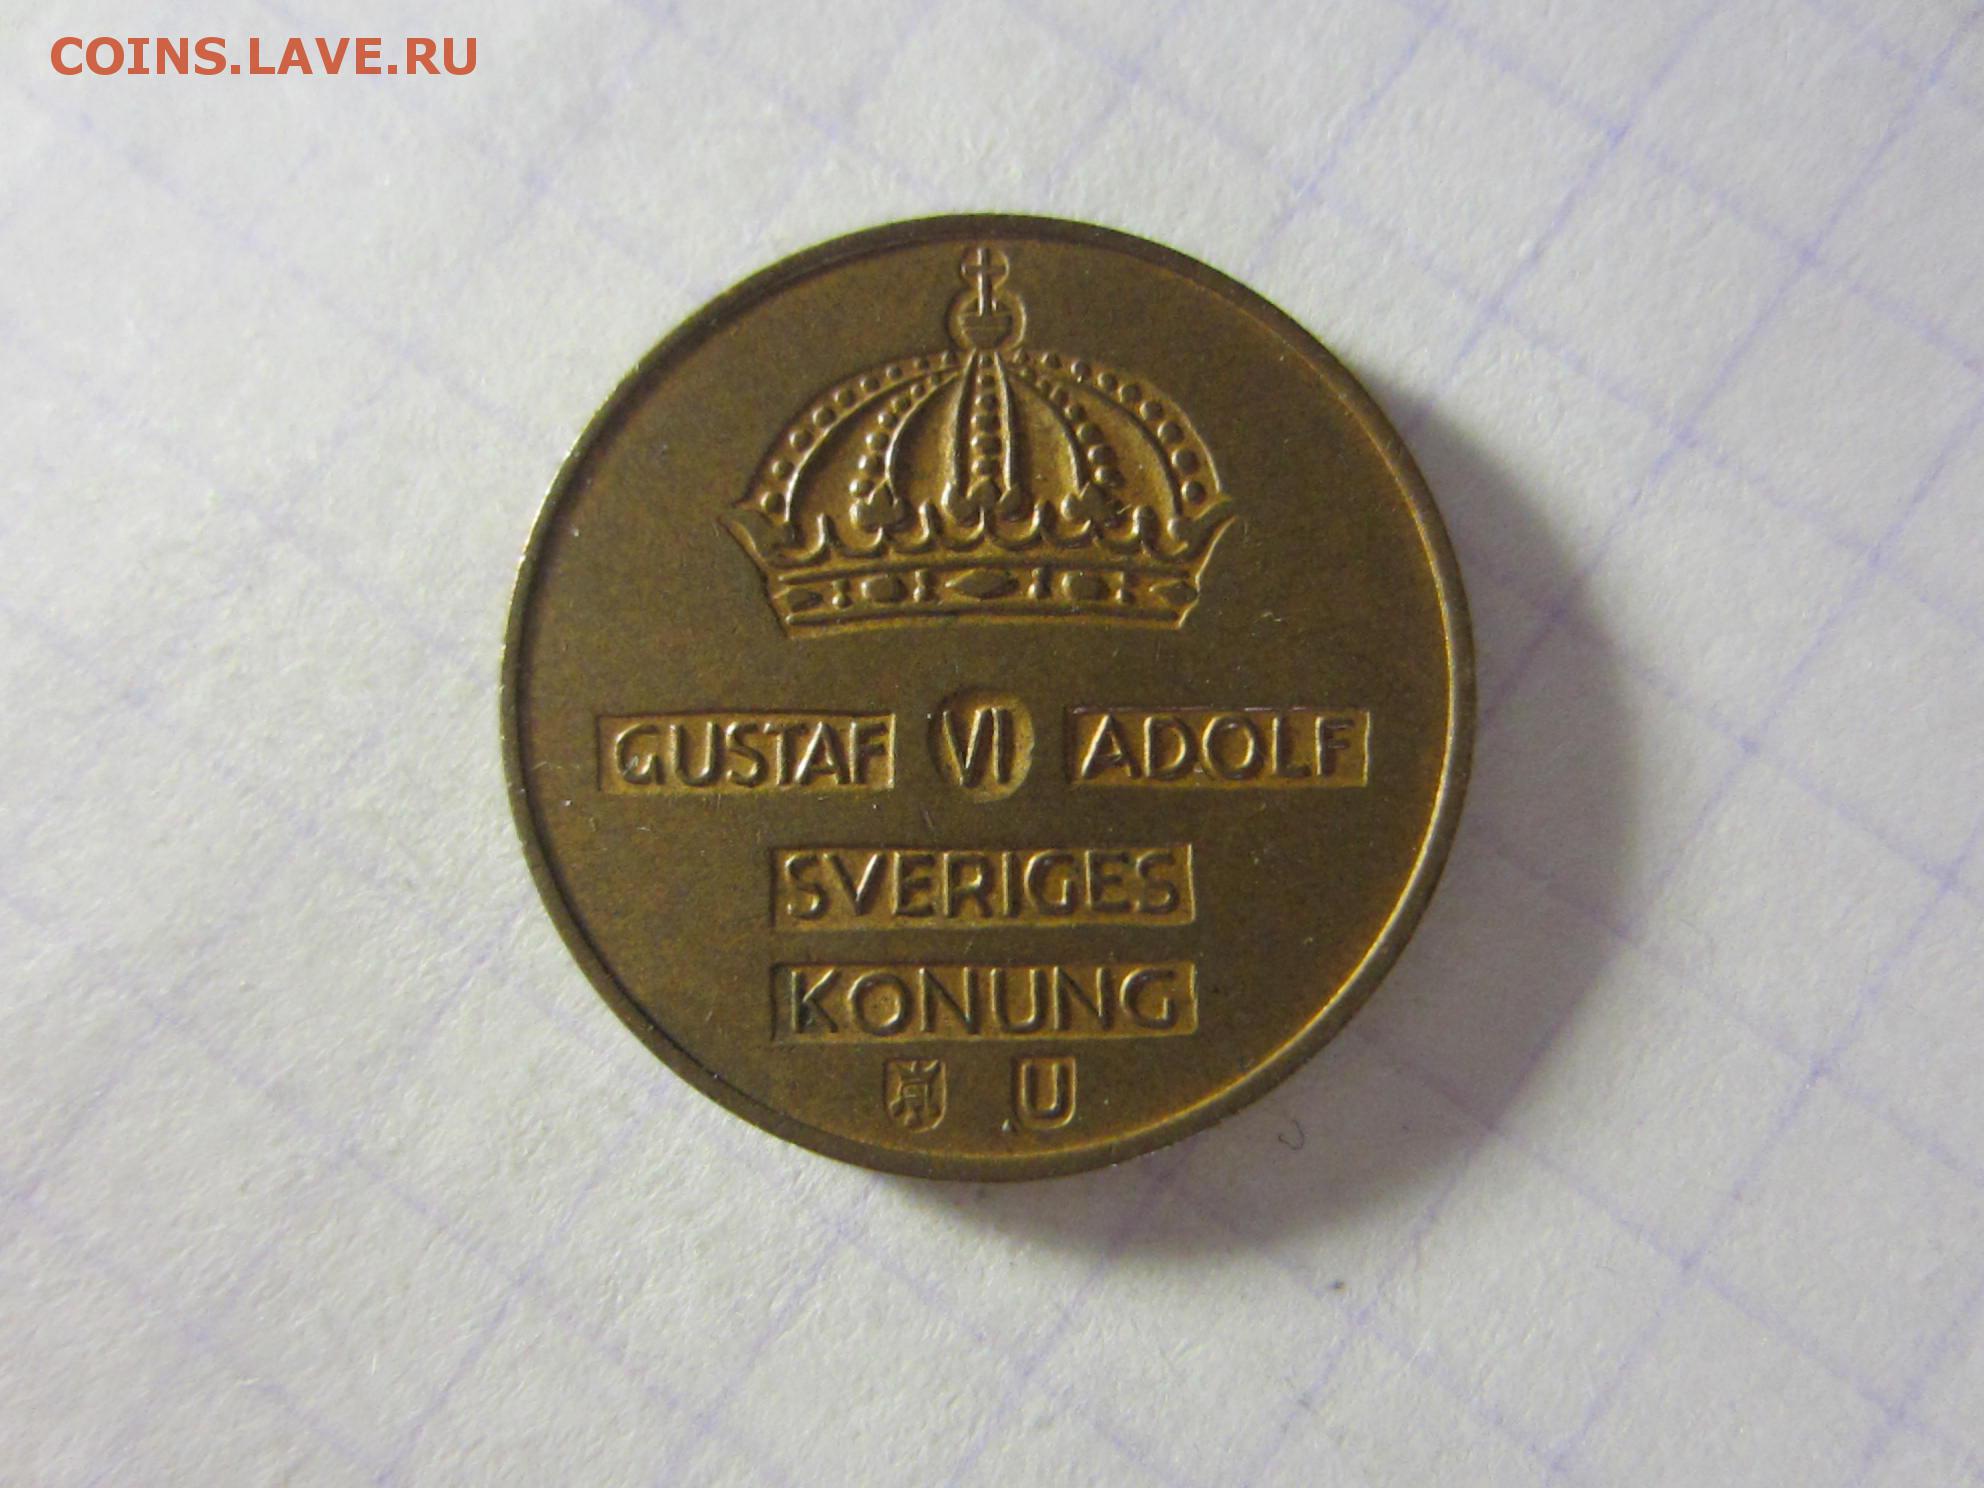 COINS.LAVE.RU
GUSTAF VI ADOLF
SVERIGES
KONUNG
U